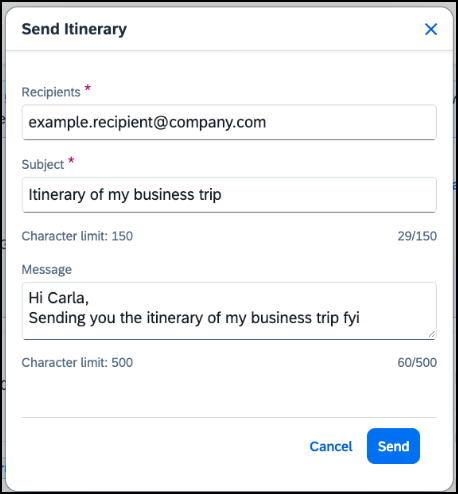 Send Itinerary
Recipients *
example.recipient@company.com
Subject *
Itinerary of my business trip
Character limit: 150 29/150
Message
Hi Carla,
Sending you the itinerary of my business trip fyi
Character limit: 500 60/500
Cancel Send